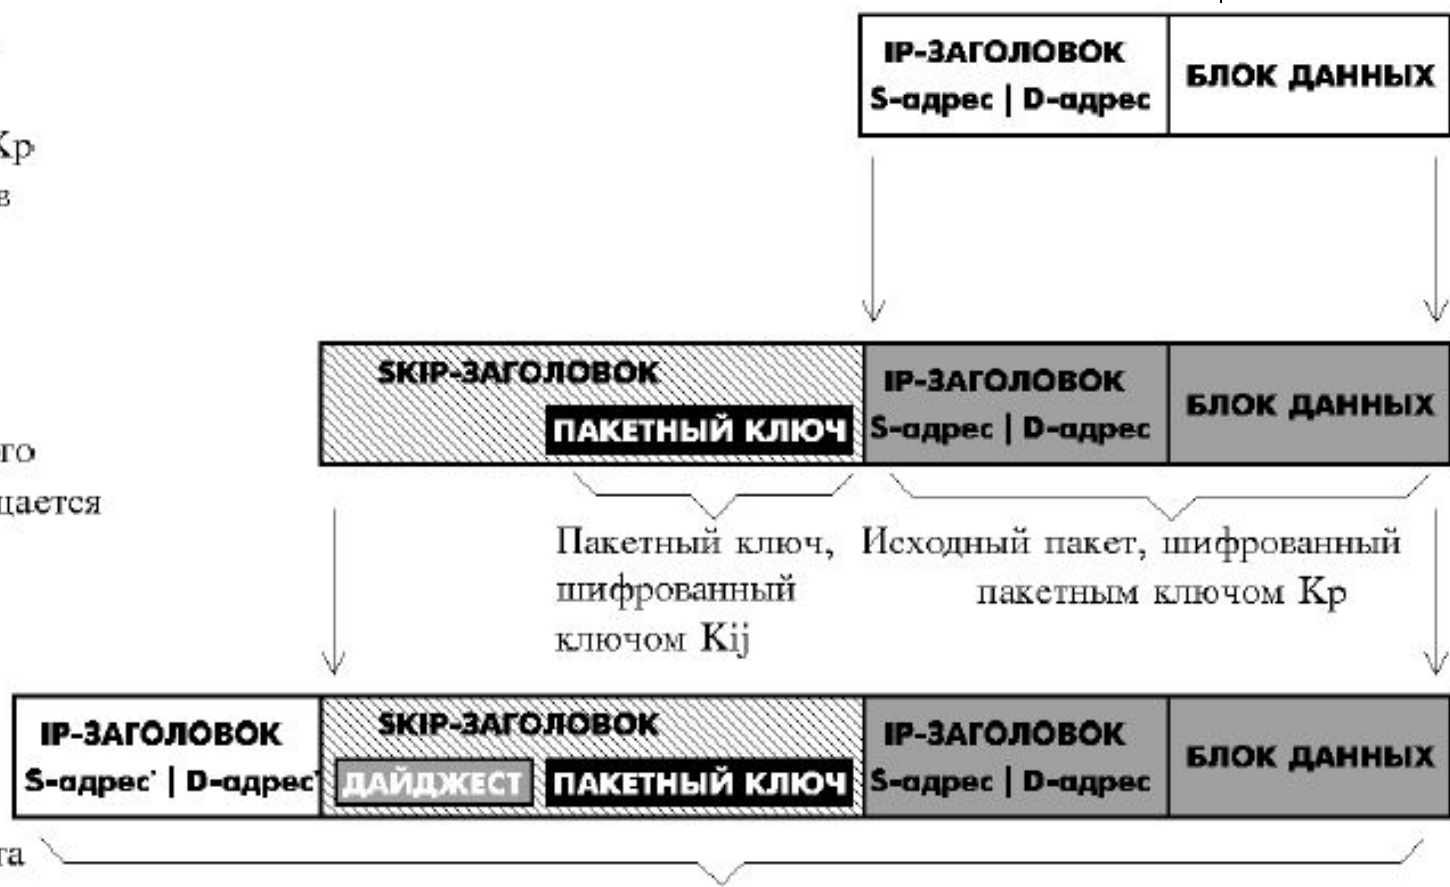 IP-ЗАГОЛОВОК
S-адрес | D-адрес
БЛОК ДАННЫХ
Кр
в
SKIP-ЗАГОЛОВОК
ПАКЕТНЫЙ КЛЮЧ
IP-ЗАГОЛОВОК
S-адрес | D-адрес
БЛОК ДАННЫХ
Пакетный ключ,
шифрованный
ключом Kij
Исходный пакет, шифрованный
пакетным ключом Кр
IP-ЗАГОЛОВОК
S-адрес' | D-адрес'
SKIP-ЗАГОЛОВОК
ДАЙДЖЕСТ
ПАКЕТНЫЙ КЛЮЧ
IP-ЗАГОЛОВОК
S-адрес | D-адрес
БЛОК ДАННЫХ